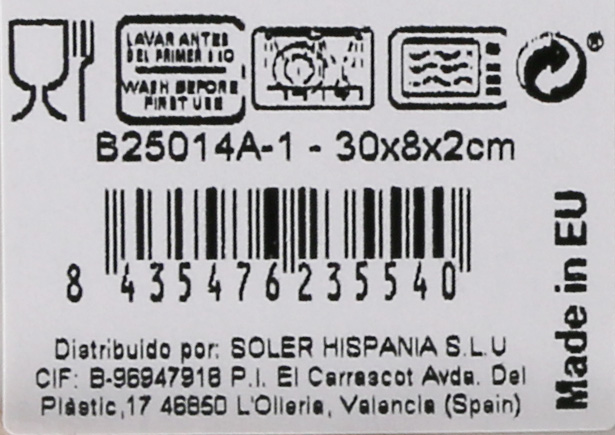 LAVAR ANTES
DEL PRIMER USO
WASH BEFORE
FIRST USE
®
B25014A-1 - 30x8x2cm
8 435476 235540
Made in EU
Distribuido por: SOLER HISPANIA S.L.U
CIF: B-96947918 P.I. El Carrascot Avda. Del
Plàstic,17 46850 L'Olleria, Valencia (Spain)